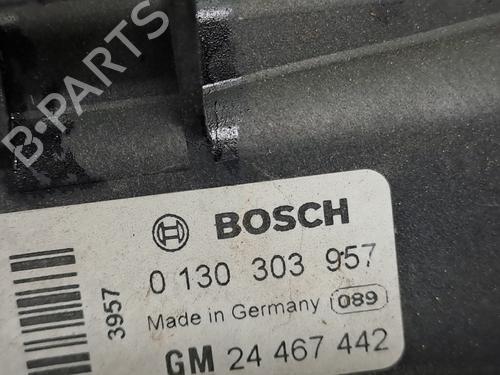 B-PARTS
BOSCH
0 130 303 957
Made in Germany 089
GM 24 467 442
3957